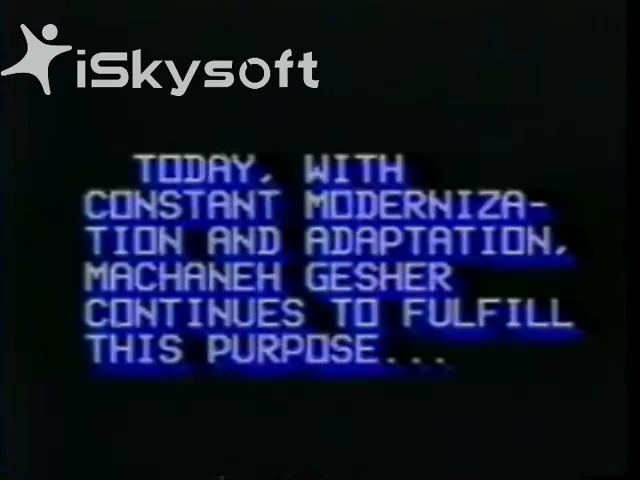 iSkysoft
TODAY, WITH
CONSTANT MODERNIZA-
TION AND ADAPTATION,
MACHANEH GESHER
CONTINUES TO FULFILL
THIS PURPOSE...